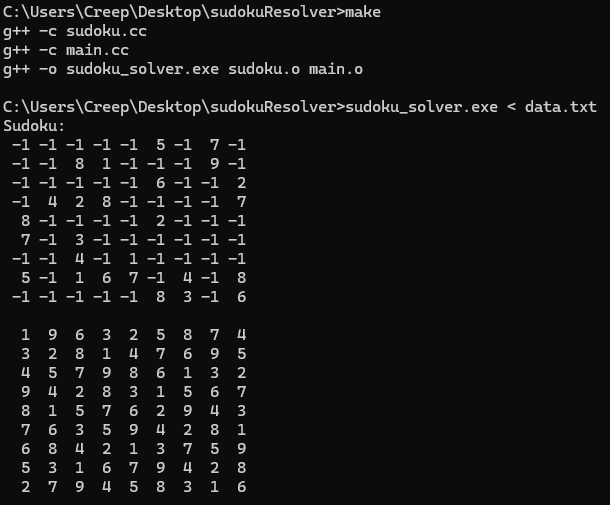 C:\Users\Creep\Desktop\sudokuResolver>make
g++ -c sudoku.cc
g++ -c main.cc
g++ -o sudoku_solver.exe sudoku.o main.o

C:\Users\Creep\Desktop\sudokuResolver>sudoku_solver.exe < data.txt
Sudoku:
 -1 -1 -1 -1 -1  5 -1  7 -1
 -1 -1  8  1 -1 -1 -1  9 -1
 -1 -1 -1 -1 -1  6 -1 -1  2
 -1  4  2  8 -1 -1 -1 -1  7
  8 -1 -1 -1 -1  2 -1 -1 -1
  7 -1  3 -1 -1 -1 -1 -1 -1
 -1 -1  4 -1  1 -1 -1 -1 -1
  5 -1  1  6  7 -1  4 -1  8
 -1 -1 -1 -1 -1  8  3 -1  6

  1  9  6  3  2  5  8  7  4
  3  2  8  1  4  7  6  9  5
  4  5  7  9  8  6  1  3  2
  9  4  2  8  3  1  5  6  7
  8  1  5  7  6  2  9  4  3
  7  6  3  5  9  4  2  8  1
  6  8  4  2  1  3  7  5  9
  5  3  1  6  7  9  4  2  8
  2  7  9  4  5  8  3  1  6